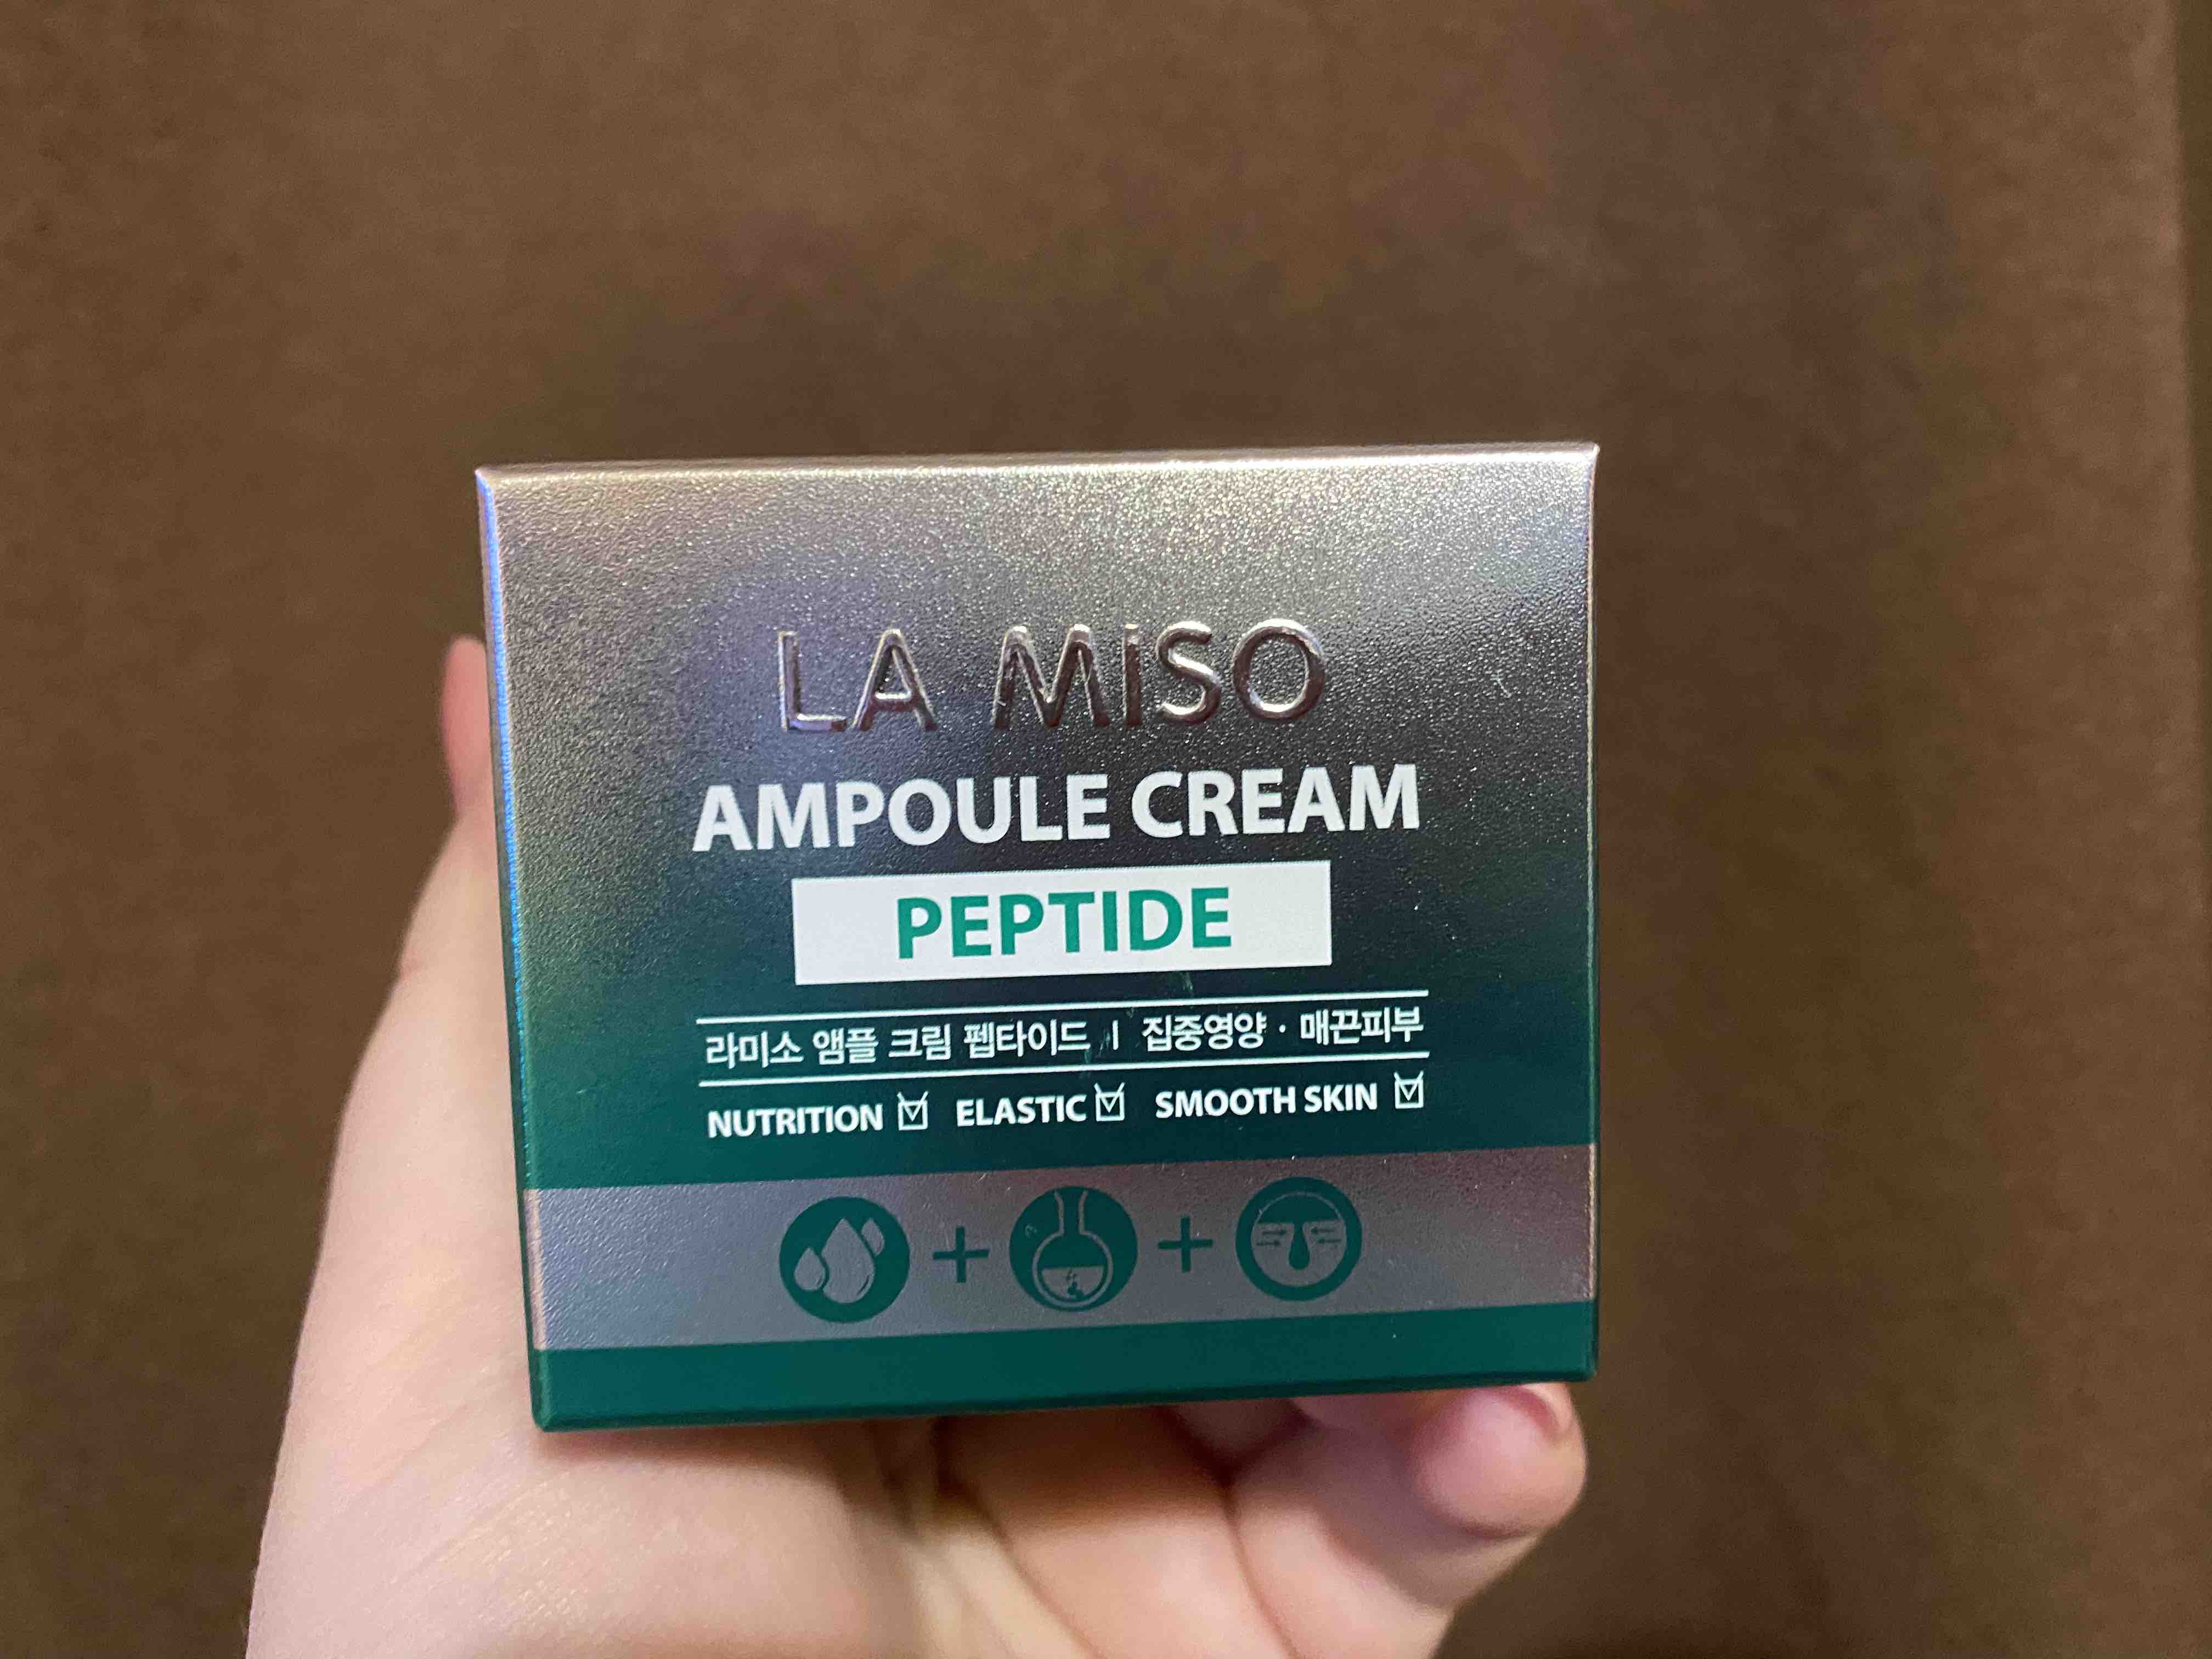 LA MISO
AMPOULE CREAM
PEPTIDE
라미소 앰플 크림 펩타이드 | 집중영양 · 매끈피부
NUTRITION ☑ ELASTIC ☑ SMOOTH SKIN ☑
+ +